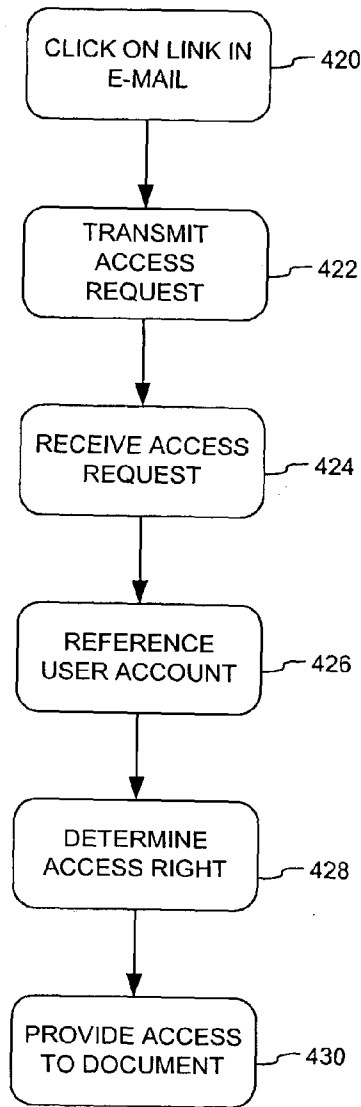 CLICK ON LINK IN
E-MAIL
420
TRANSMIT
ACCESS
REQUEST
422
RECEIVE ACCESS
REQUEST
424
REFERENCE
USER ACCOUNT
426
DETERMINE
ACCESS RIGHT
428
PROVIDE ACCESS
TO DOCUMENT
430